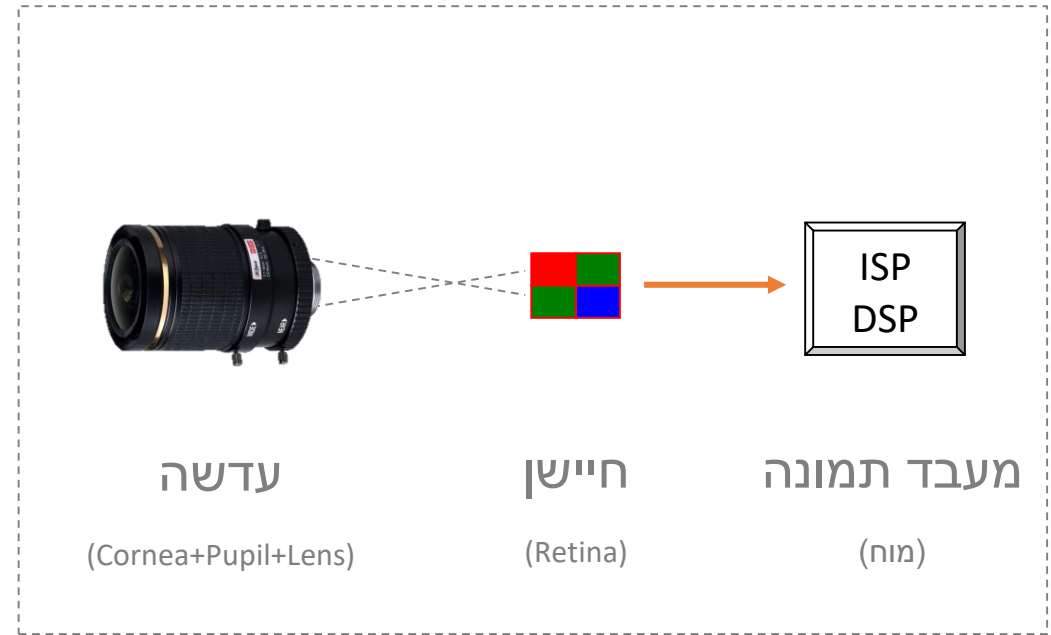 ISP
DSP
עדשה
חיישן
מעבד תמונה
(Cornea+Pupil+Lens)
(Retina)
(מוח)